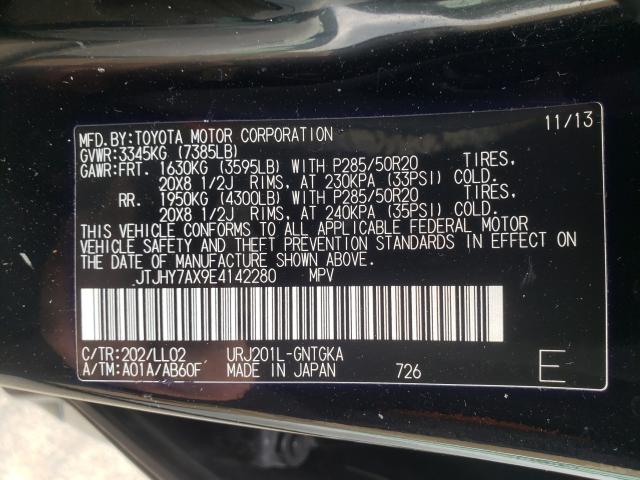 MFD.BY:TOYOTA MOTOR CORPORATION 11/13
GVWR:3345KG (7385LB)
GAWR:FRT. 1630KG (3595LB) WITH P285/50R20 TIRES,
20X8 1/2J RIMS, AT 230KPA (33PSI) COLD.
RR. 1950KG (4300LB) WITH P285/50R20 TIRES,
20X8 1/2J RIMS, AT 240KPA (35PSI) COLD.
THIS VEHICLE CONFORMS TO ALL APPLICABLE FEDERAL MOTOR
VEHICLE SAFETY AND THEFT PREVENTION STANDARDS IN EFFECT ON
THE DATE OF MANUFACTURE SHOWN ABOVE.
JTJHY7AX9E4142280 MPV
C/TR:202/LL02 URJ201L-GNTGKA
A/TM:A01A/AB60F MADE IN JAPAN 726 E